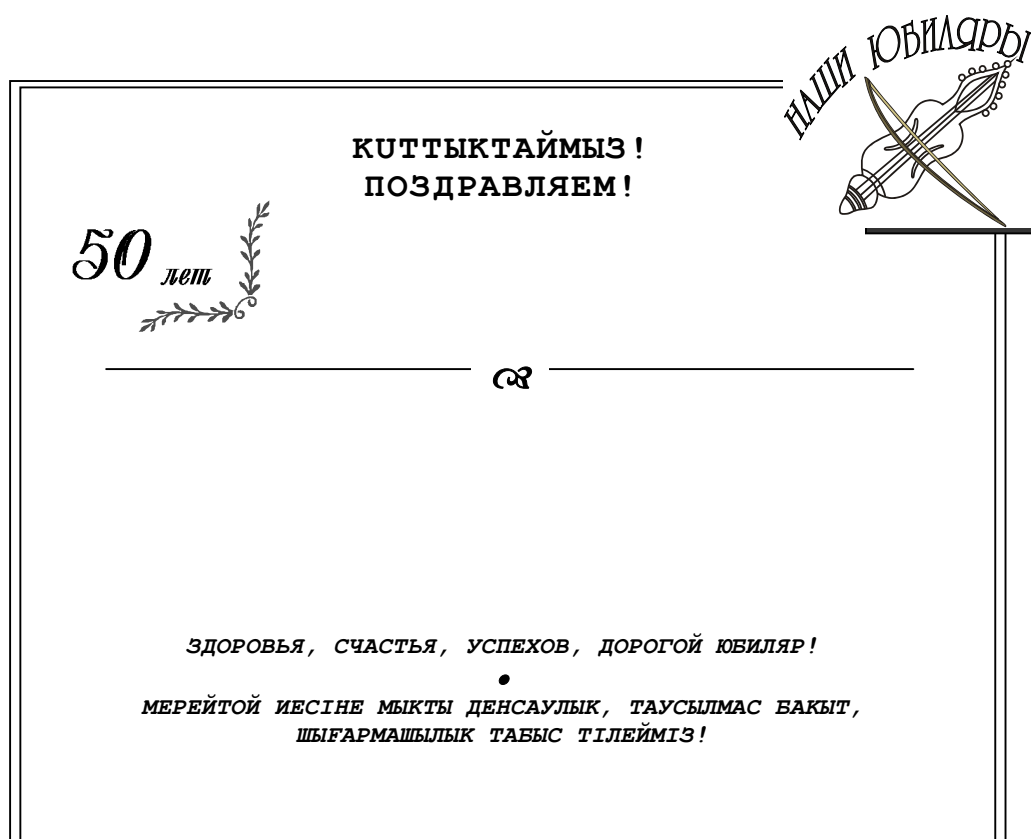 НАШИ ЮБИЛЯРЫ
КUТТЫКТАЙМЫЗ!
ПОЗДРАВЛЯЕМ!
50 лет
ЗДОРОВЬЯ, СЧАСТЬЯ, УСПЕХОВ, ДОРОГОЙ ЮБИЛЯР!
•
МЕРЕЙТОЙ ИЕСІНЕ МЫКТЫ ДЕНСАУЛЫК, ТАУСЫЛМАС БАКЫТ,
ШЫҒАРМАШЫЛЫК ТАБЫС ТІЛЕЙМІЗ!